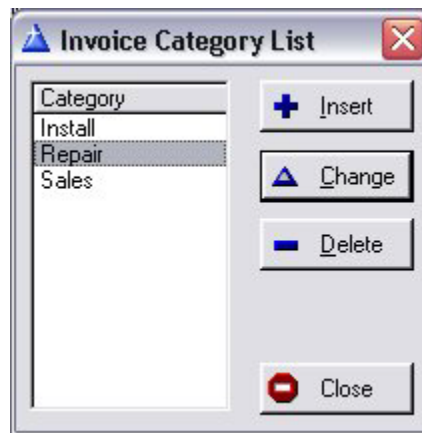 Invoice Category List
Category
Install
Repair
Sales
Insert
Change
Delete
Close